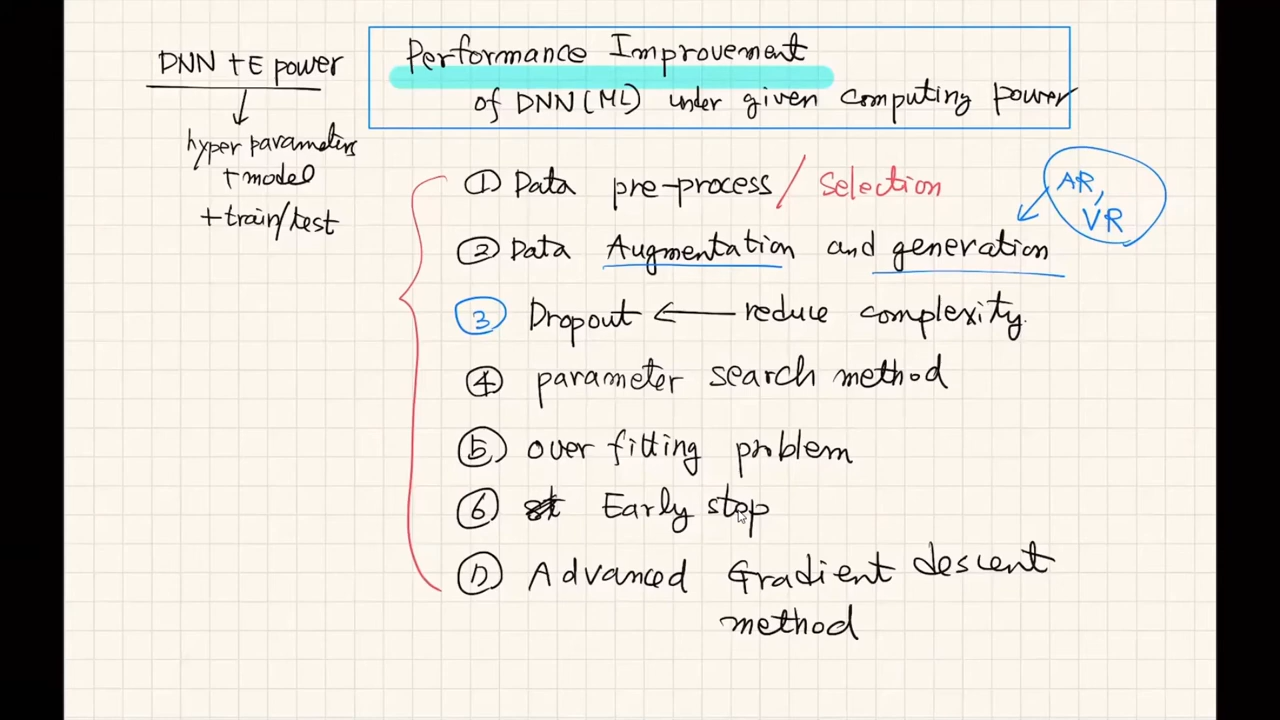 DNN + E power
hyper parameters
+ model
+ train/test
Performance Improvement
of DNN (ML) under given computing power
① Data pre-process / Selection
AR, VR
② Data Augmentation and generation
③ Dropout ← reduce complexity.
④ parameter search method
⑤ over fitting problem
⑥ Early stop
⑦ Advanced Gradient descent
method